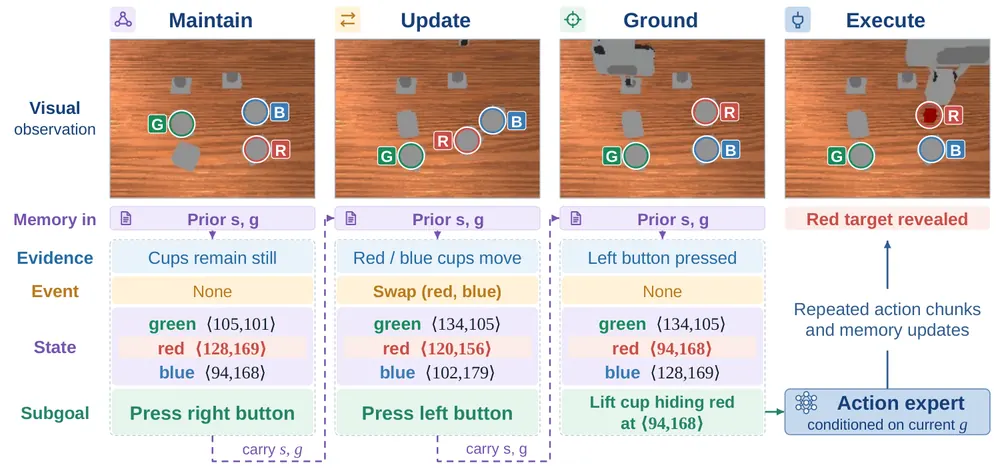 Maintain
Update
Ground
Execute
Visual
observation
G
B
R
G
R
B
G
R
B
G
R
B
Memory in
Prior s, g
Prior s, g
Prior s, g
Red target revealed
Evidence
Cups remain still
Red / blue cups move
Left button pressed
Event
None
Swap (red, blue)
None
State
green ⟨105,101⟩
red ⟨128,169⟩
blue ⟨94,168⟩
green ⟨134,105⟩
red ⟨120,156⟩
blue ⟨102,179⟩
green ⟨134,105⟩
red ⟨94,168⟩
blue ⟨128,169⟩
Repeated action chunks
and memory updates
Subgoal
Press right button
Press left button
Lift cup hiding red
at ⟨94,168⟩
Action expert
conditioned on current g
carry s, g
carry s, g